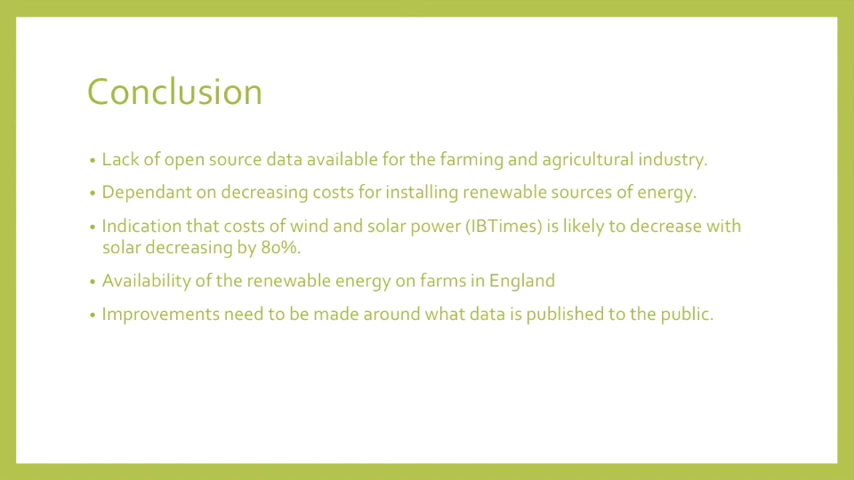 Conclusion
• Lack of open source data available for the farming and agricultural industry.
• Dependant on decreasing costs for installing renewable sources of energy.
• Indication that costs of wind and solar power (IBTimes) is likely to decrease with
solar decreasing by 80%.
• Availability of the renewable energy on farms in England
• Improvements need to be made around what data is published to the public.